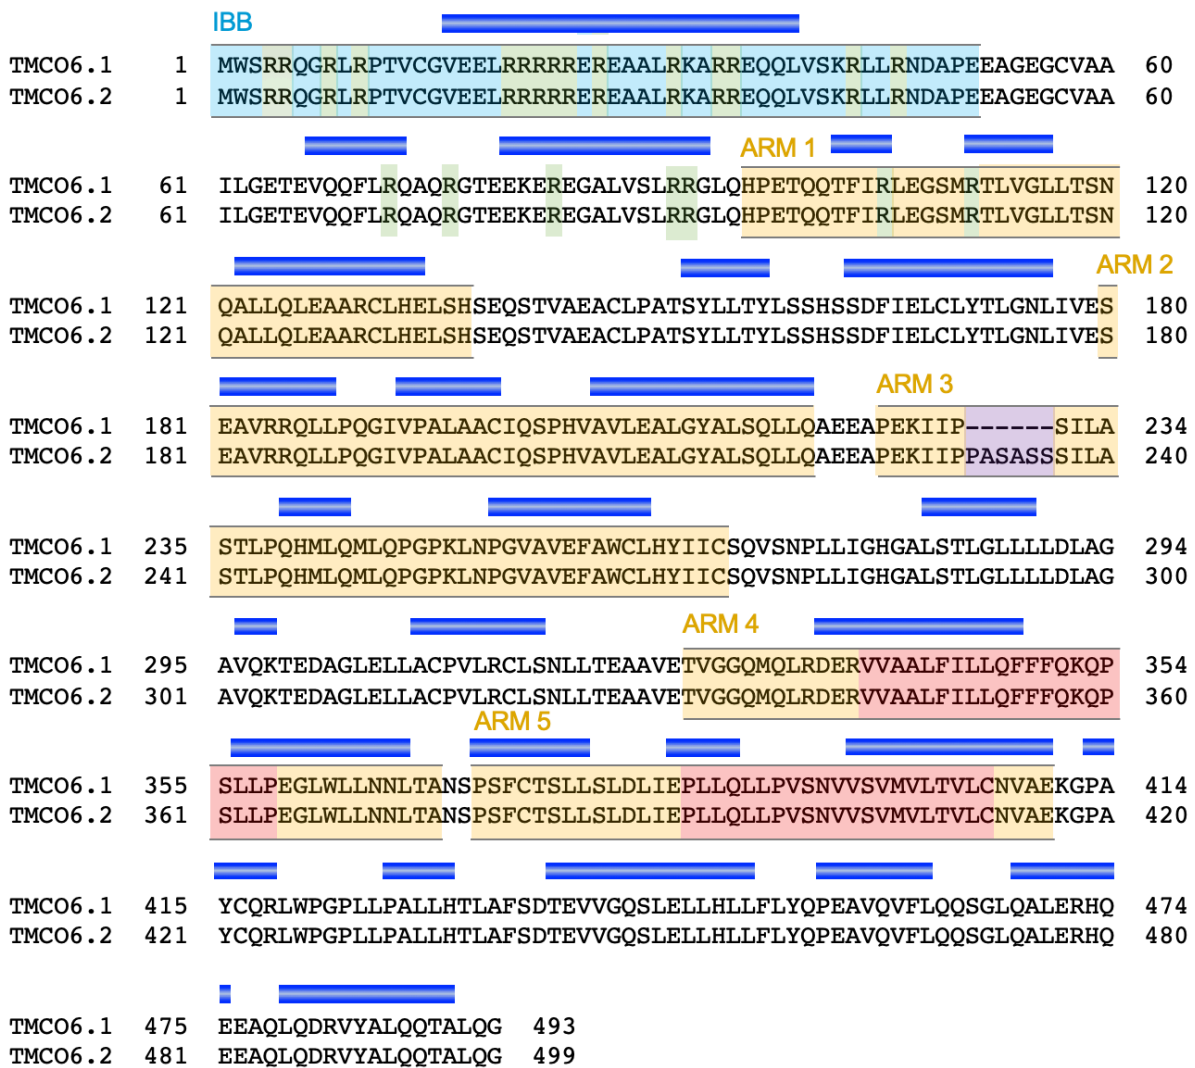 IBB
TMCO6.1 1 MWSRRQGRLRPTVCGVEELRRRRREREAALRKARREQQLVSKRLLRNDAPEEAGEGCVAA 60
TMCO6.2 1 MWSRRQGRLRPTVCGVEELRRRRREREAALRKARREQQLVSKRLLRNDAPEEAGEGCVAA 60
ARM 1
TMCO6.1 61 ILGETEVQQFLRQAQRGTEEKEREGALVSLRRGLQHPETQQTFIRLEGSMRTLVGLLTSN 120
TMCO6.2 61 ILGETEVQQFLRQAQRGTEEKEREGALVSLRRGLQHPETQQTFIRLEGSMRTLVGLLTSN 120
ARM 2
TMCO6.1 121 QALLQLEAARCLHELSHSEQSTVAEACLPATSYLLTYLSSHSSDFIELCLYTLGNLIVES 180
TMCO6.2 121 QALLQLEAARCLHELSHSEQSTVAEACLPATSYLLTYLSSHSSDFIELCLYTLGNLIVES 180
ARM 3
TMCO6.1 181 EAVRRQLLPQGIVPALAACIQSPHVAVLEALGYALSQLLQAEEAPEKIIP------SILA 234
TMCO6.2 181 EAVRRQLLPQGIVPALAACIQSPHVAVLEALGYALSQLLQAEEAPEKIIPPASASSSILA 240
TMCO6.1 235 STLPQHMLQMLQPGPKLNPGVAVEFAWCLHYIICSQVSNPLLIGHGALSTLGLLLLDLAG 294
TMCO6.2 241 STLPQHMLQMLQPGPKLNPGVAVEFAWCLHYIICSQVSNPLLIGHGALSTLGLLLLDLAG 300
ARM 4
TMCO6.1 295 AVQKTEDAGLELLACPVLRCLSNLLTEAAVETVGGQMQLRDERVVAALFILLQFFFQKQP 354
TMCO6.2 301 AVQKTEDAGLELLACPVLRCLSNLLTEAAVETVGGQMQLRDERVVAALFILLQFFFQKQP 360
ARM 5
TMCO6.1 355 SLLPEGLWLLNNLTANSPSFCTSLLSLDLIEPLLQLLPVSNVVSVMVLTVLCNVAEKGPA 414
TMCO6.2 361 SLLPEGLWLLNNLTANSPSFCTSLLSLDLIEPLLQLLPVSNVVSVMVLTVLCNVAEKGPA 420
TMCO6.1 415 YCQRLWPGPLLPALLHTLAFSDTEVVGQSLELLHLLFLYQPEAVQVFLQQSGLQALERHQ 474
TMCO6.2 421 YCQRLWPGPLLPALLHTLAFSDTEVVGQSLELLHLLFLYQPEAVQVFLQQSGLQALERHQ 480
TMCO6.1 475 EEAQLQDRVYALQQTALQG 493
TMCO6.2 481 EEAQLQDRVYALQQTALQG 499